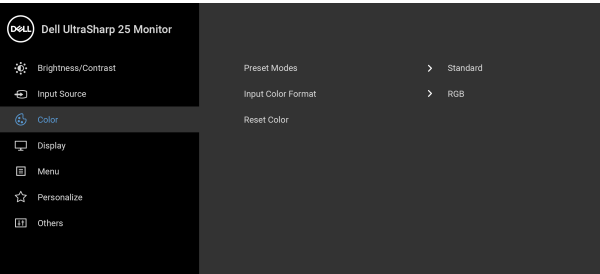 DELL Dell UltraSharp 25 Monitor
Brightness/Contrast
Preset Modes Standard
Input Source
Input Color Format RGB
Color
Reset Color
Display
Menu
Personalize
Others